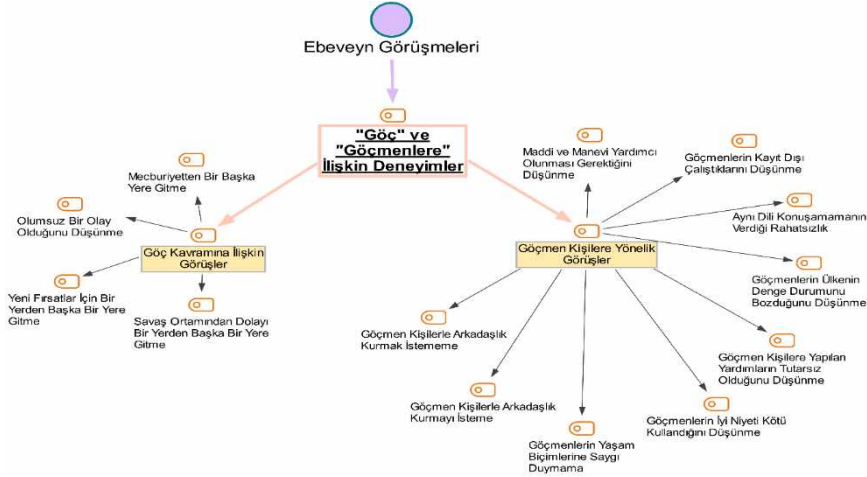 Ebeveyn Görüşmeleri
"Göç" ve
"Göçmenlere"
İlişkin Deneyimler
Mecburiyetten Bir Başka
Yere Gitme
Olumsuz Bir Olay
Olduğunu Düşünme
Göç Kavramına İlişkin
Görüşler
Yeni Fırsatlar İçin Bir
Yerden Başka Bir Yere
Gitme
Savaş Ortamından Dolayı
Bir Yerden Başka Bir Yere
Gitme
Maddi ve Manevi Yardımcı
Olunması Gerektiğini
Düşünme
Göçmenlerin Kayıt Dışı
Çalıştıklarını Düşünme
Aynı Dili Konuşamamanın
Verdiği Rahatsızlık
Göçmen Kişilere Yönelik
Görüşler
Göçmenlerin Ülkenin
Denge Durumunu
Bozduğunu Düşünme
Göçmen Kişilerle Arkadaşlık
Kurmak İstememe
Göçmen Kişilere Yapılan
Yardımların Tutarsız
Olduğunu Düşünme
Göçmen Kişilerle Arkadaşlık
Kurmayı İsteme
Göçmenlerin İyi Niyeti Kötü
Kullandığını Düşünme
Göçmenlerin Yaşam
Biçimlerine Saygı
Duymama